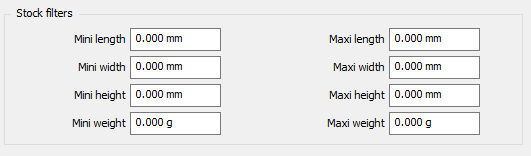 Stock filters
Mini length 0.000 mm Maxi length 0.000 mm
Mini width 0.000 mm Maxi width 0.000 mm
Mini height 0.000 mm Maxi height 0.000 mm
Mini weight 0.000 g Maxi weight 0.000 g